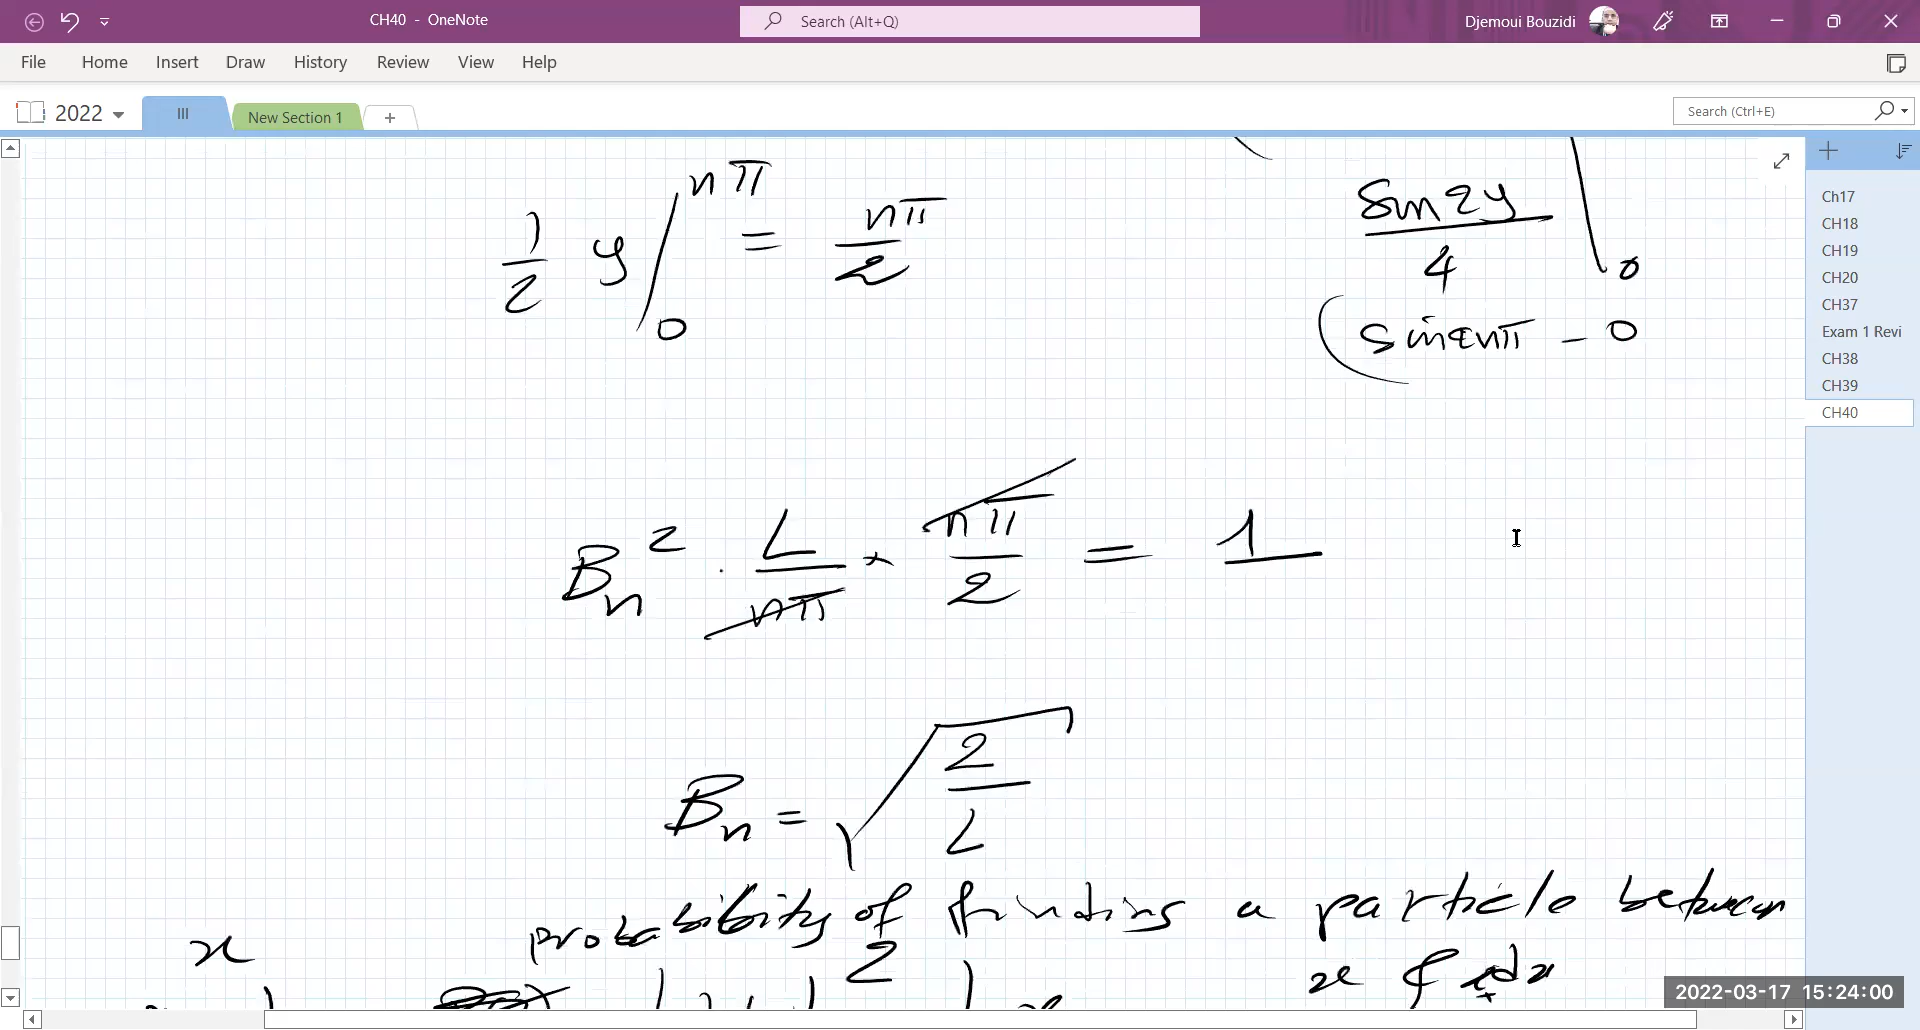 CH40 - OneNote
Search (Alt+Q)
Djemoui Bouzidi
File Home Insert Draw History Review View Help
2022
III
New Section 1
+
Search (Ctrl+E)
Ch17
CH18
CH19
CH20
CH37
Exam 1 Revi
CH38
CH39
CH40
1/2 y |₀^nπ = nπ/2
sin2y/4 |₀
(sin2nπ - 0
Bₙ² · L/nπ * nπ/2 = 1
Bₙ = √(2/L)
probability of finding a particle between
x
2
x & x+dx
2022-03-17 15:24:00